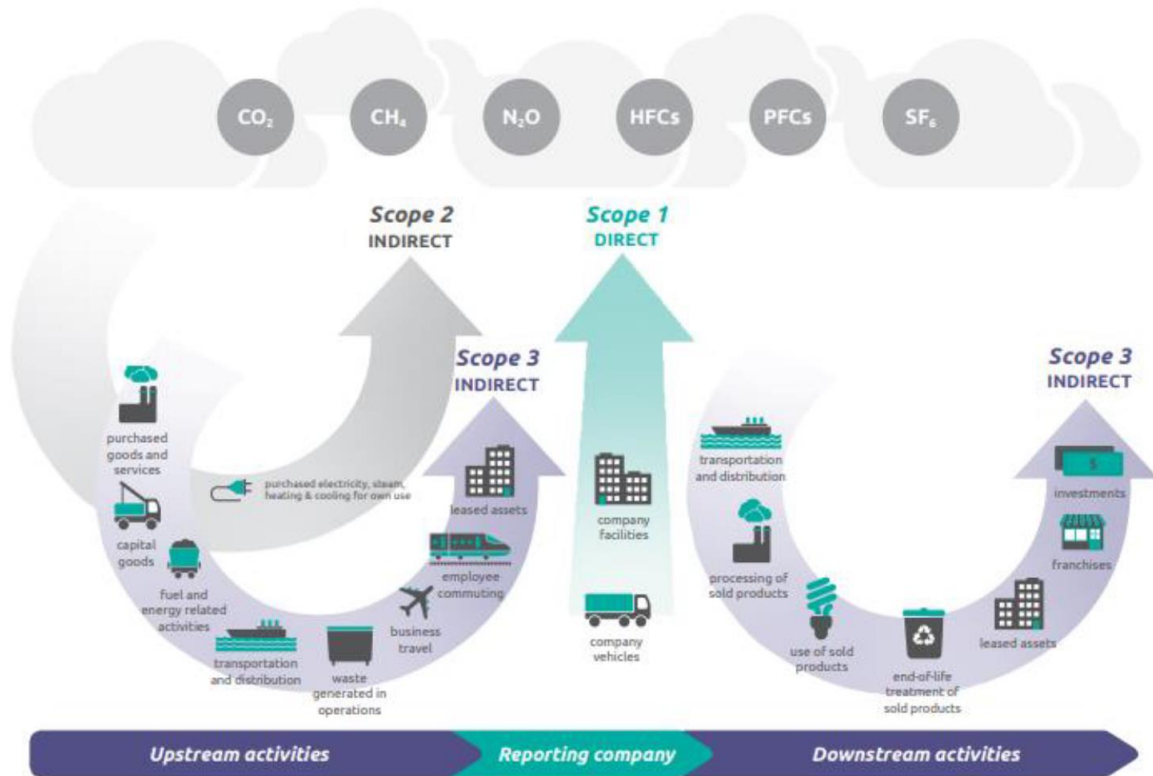 CO₂
CH₄
N₂O
HFCs
PFCs
SF₆
Scope 2
INDIRECT
Scope 1
DIRECT
Scope 3
INDIRECT
Scope 3
INDIRECT
purchased
goods and
services
capital
goods
fuel and
energy related
activities
purchased electricity, steam,
heating & cooling for own use
transportation
and distribution
waste
generated in
operations
business
travel
employee
commuting
leased assets
company
facilities
company
vehicles
transportation
and distribution
processing of
sold products
use of sold
products
end-of-life
treatment of
sold products
leased assets
franchises
$
investments
Upstream activities
Reporting company
Downstream activities